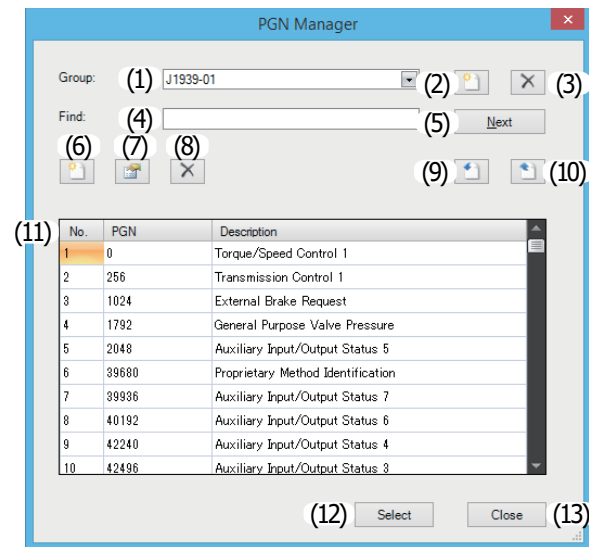 PGN Manager
Group: (1) J1939-01 (2) (3)
Find: (4) (5) Next
(6) (7) (8)
(9) (10)
(11) No. PGN Description
1 0 Torque/Speed Control 1
2 256 Transmission Control 1
3 1024 External Brake Request
4 1792 General Purpose Valve Pressure
5 2048 Auxiliary Input/Output Status 5
6 39680 Proprietary Method Identification
7 39936 Auxiliary Input/Output Status 7
8 40192 Auxiliary Input/Output Status 6
9 42240 Auxiliary Input/Output Status 4
10 42496 Auxiliary Input/Output Status 3
(12) Select Close (13)